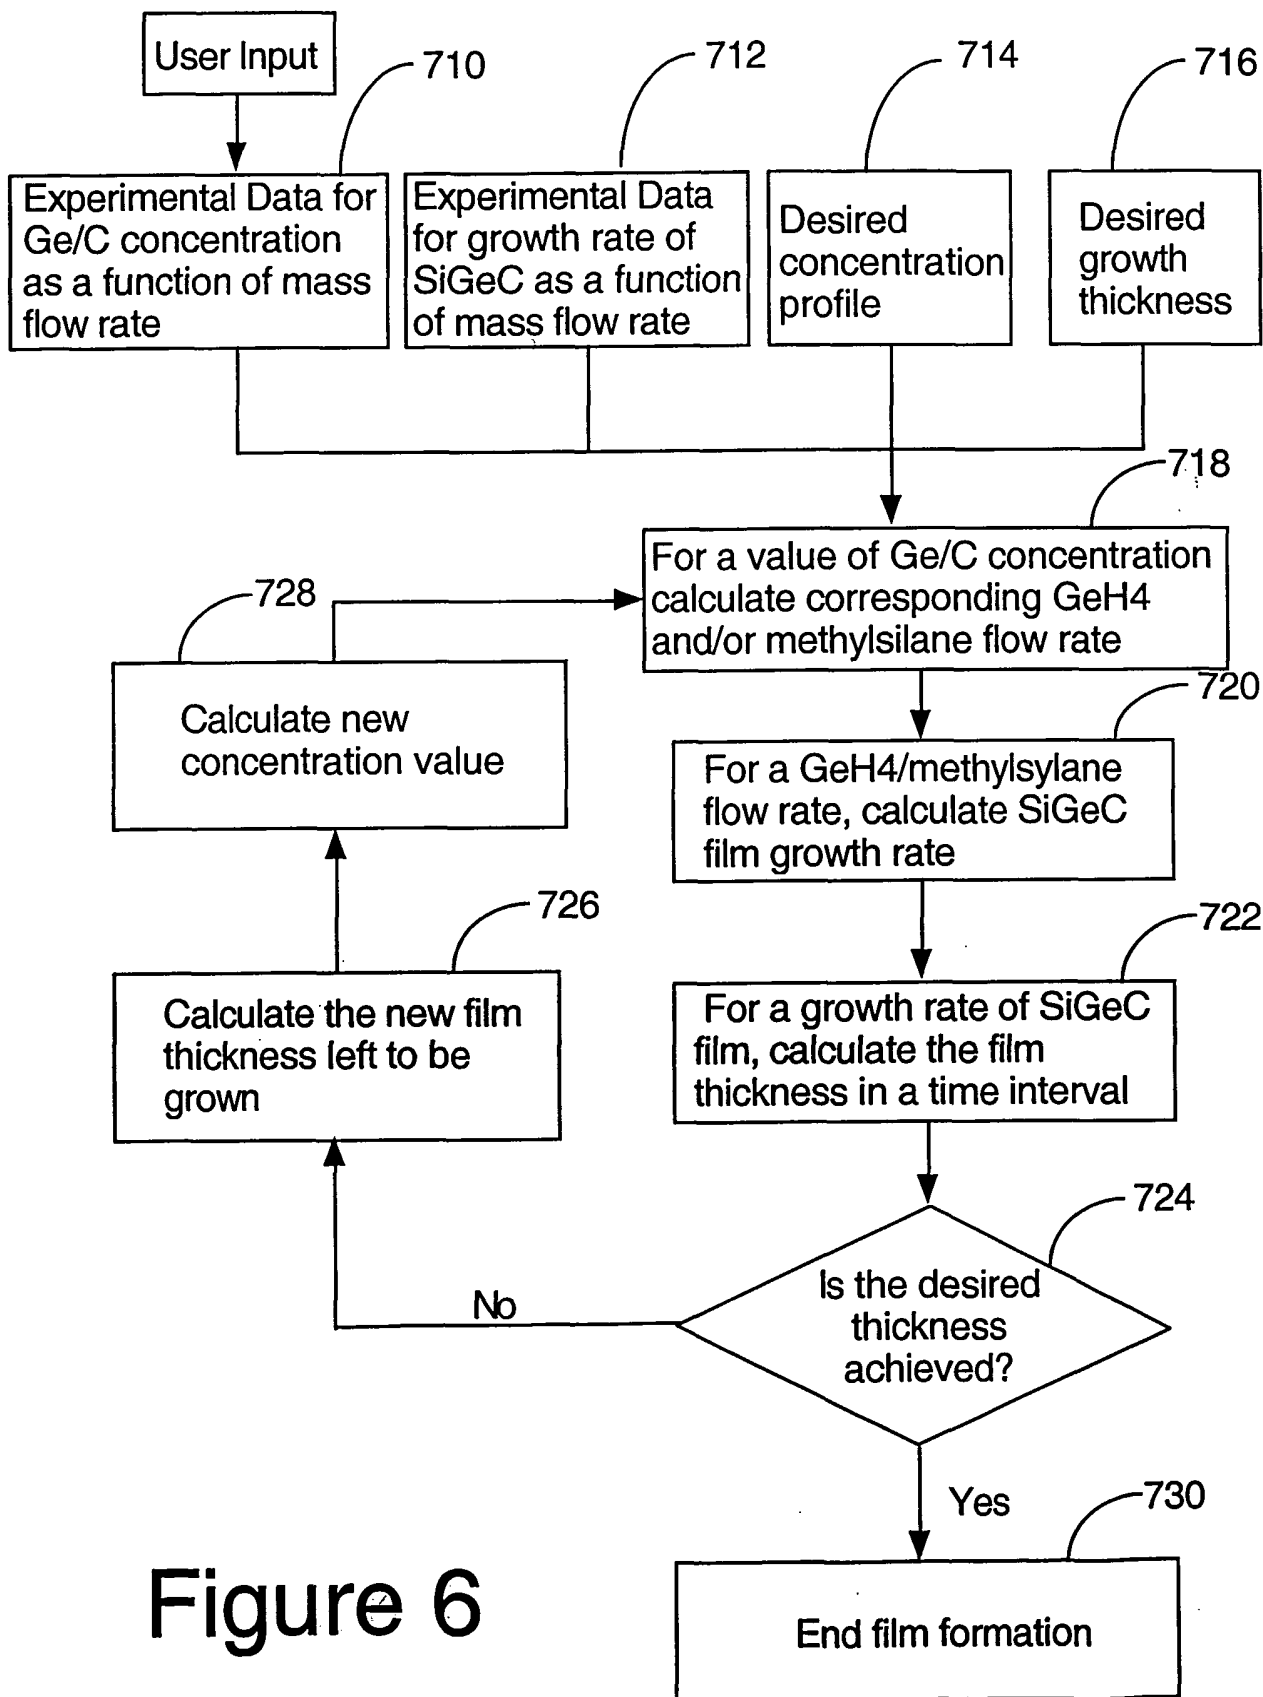 User Input
710
712
714
716
Experimental Data for
Ge/C concentration
as a function of mass
flow rate
Experimental Data
for growth rate of
SiGeC as a function
of mass flow rate
Desired
concentration
profile
Desired
growth
thickness
718
For a value of Ge/C concentration
calculate corresponding GeH4
and/or methylsilane flow rate
728
Calculate new
concentration value
720
For a GeH4/methylsylane
flow rate, calculate SiGeC
film growth rate
726
Calculate the new film
thickness left to be
grown
722
For a growth rate of SiGeC
film, calculate the film
thickness in a time interval
724
Is the desired
thickness
achieved?
No
Yes
730
End film formation
Figure 6